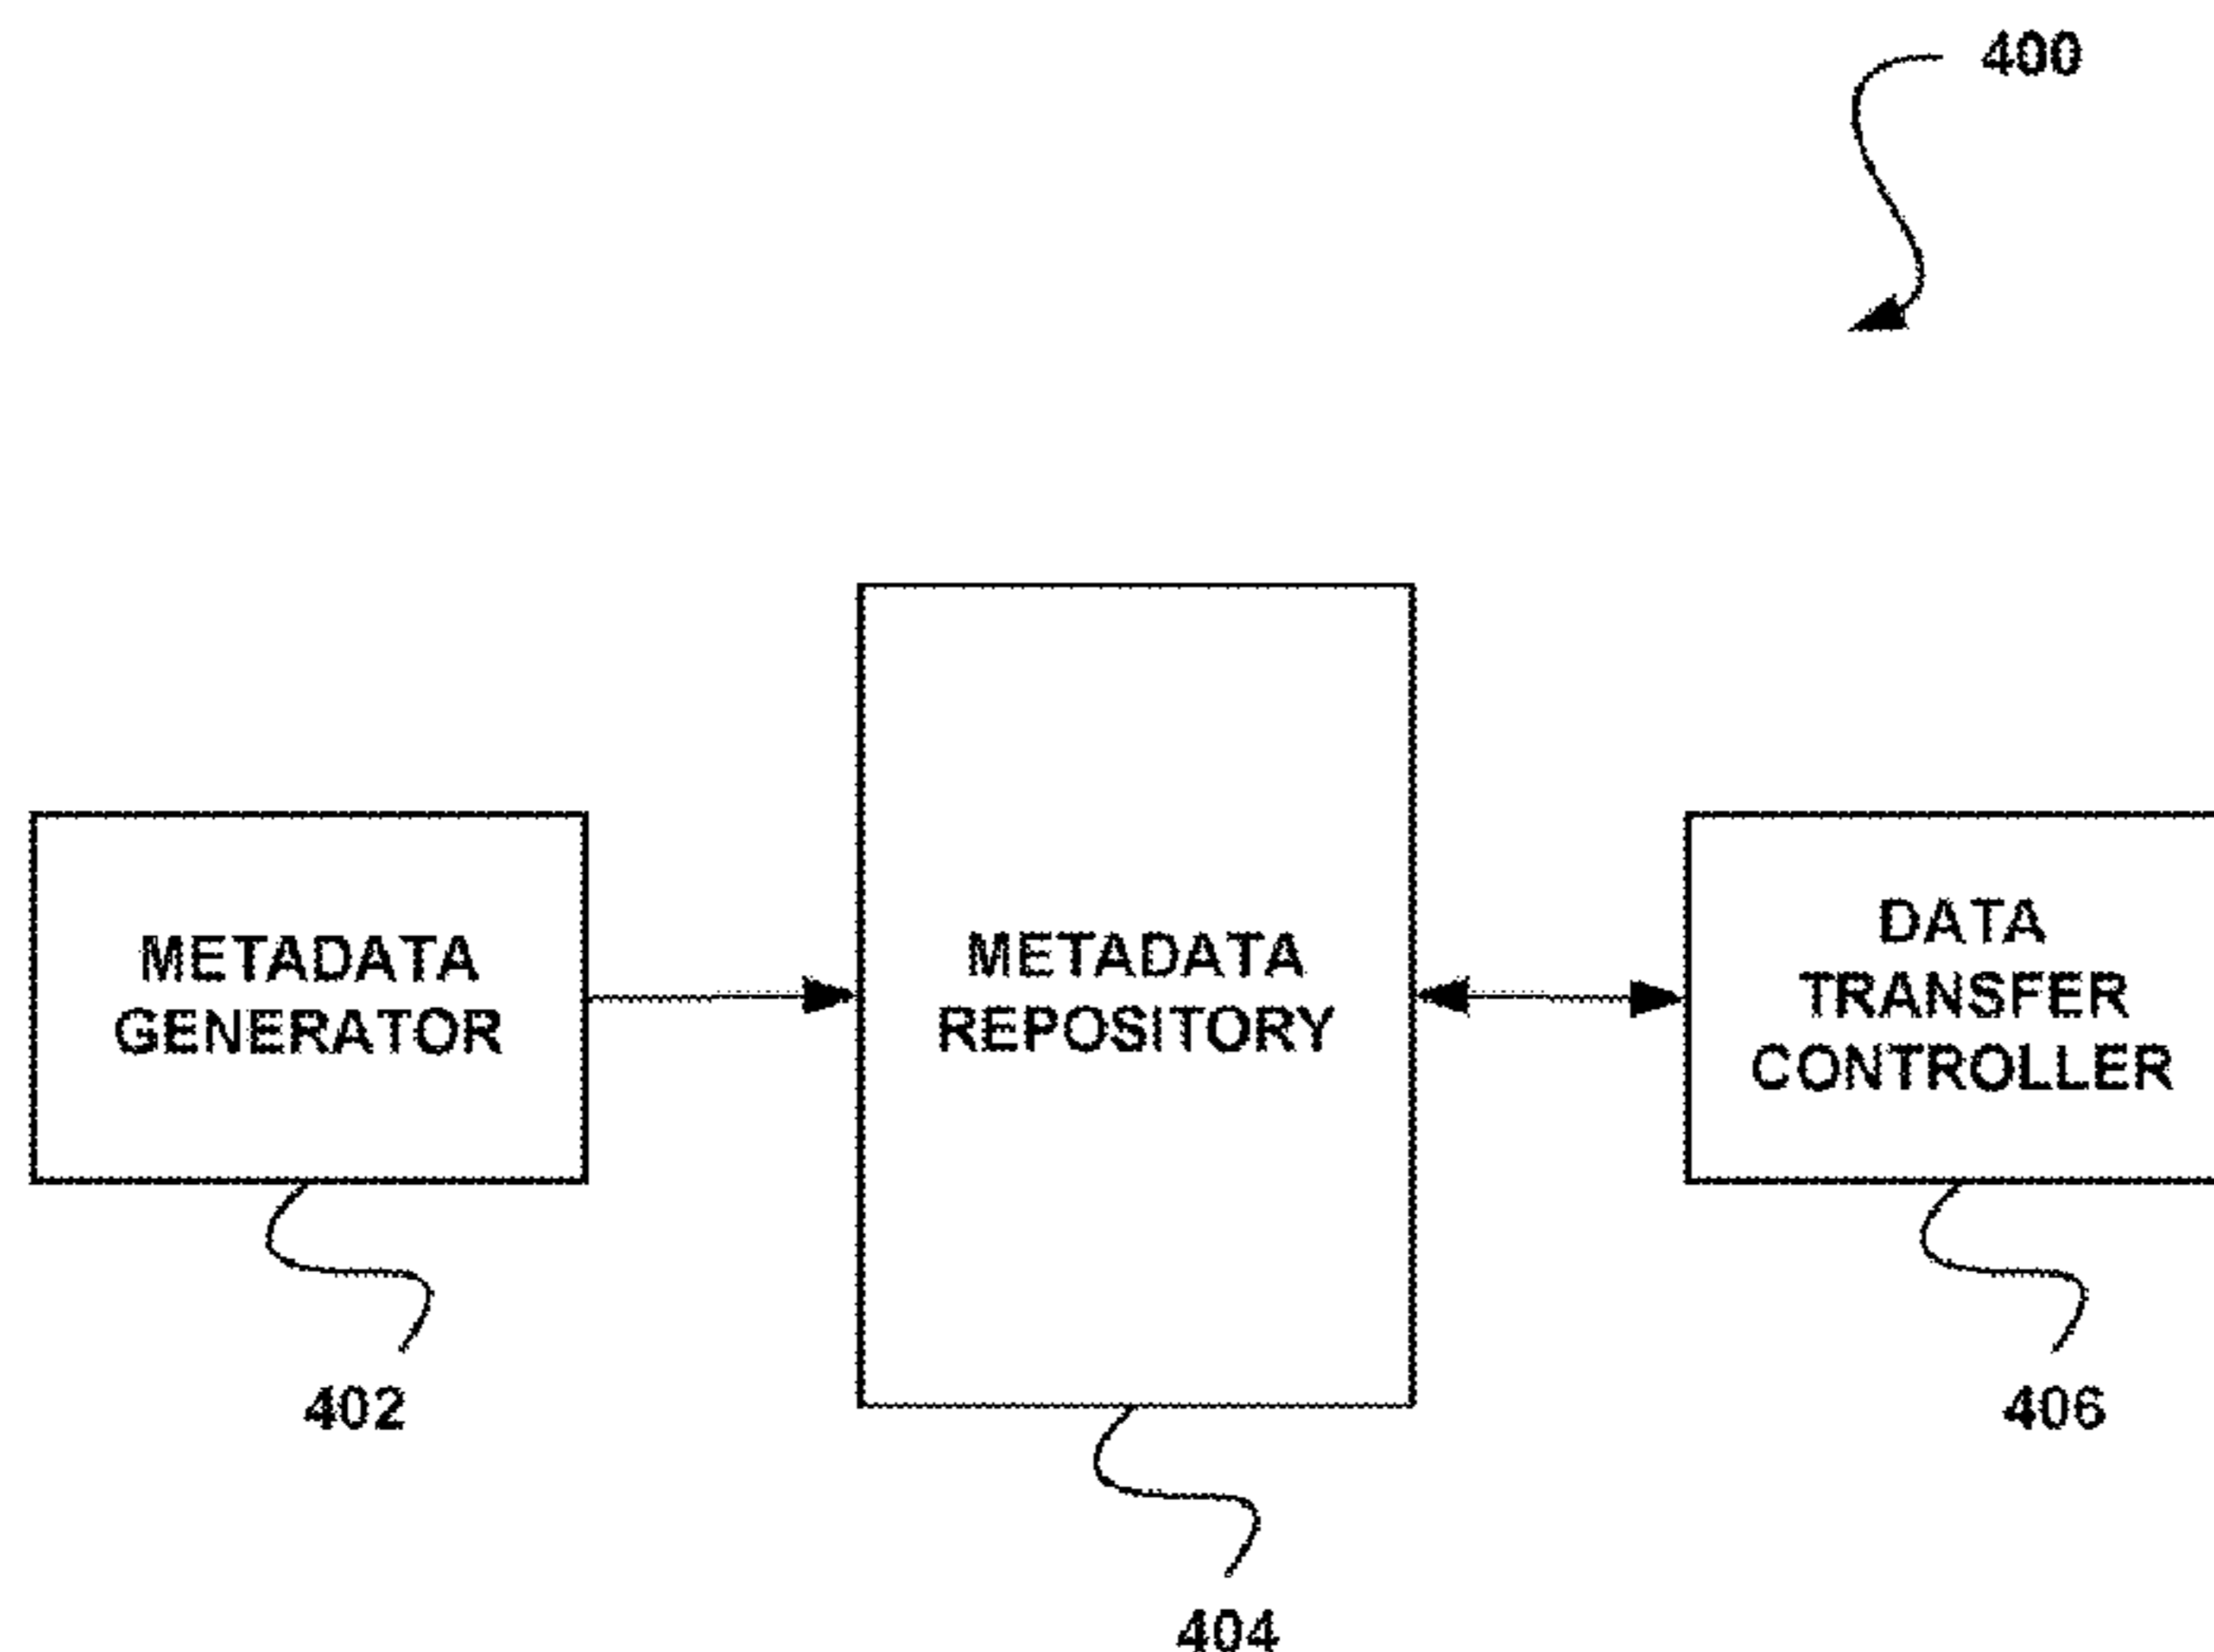 400
METADATA
GENERATOR
METADATA
REPOSITORY
DATA
TRANSFER
CONTROLLER
402
404
406